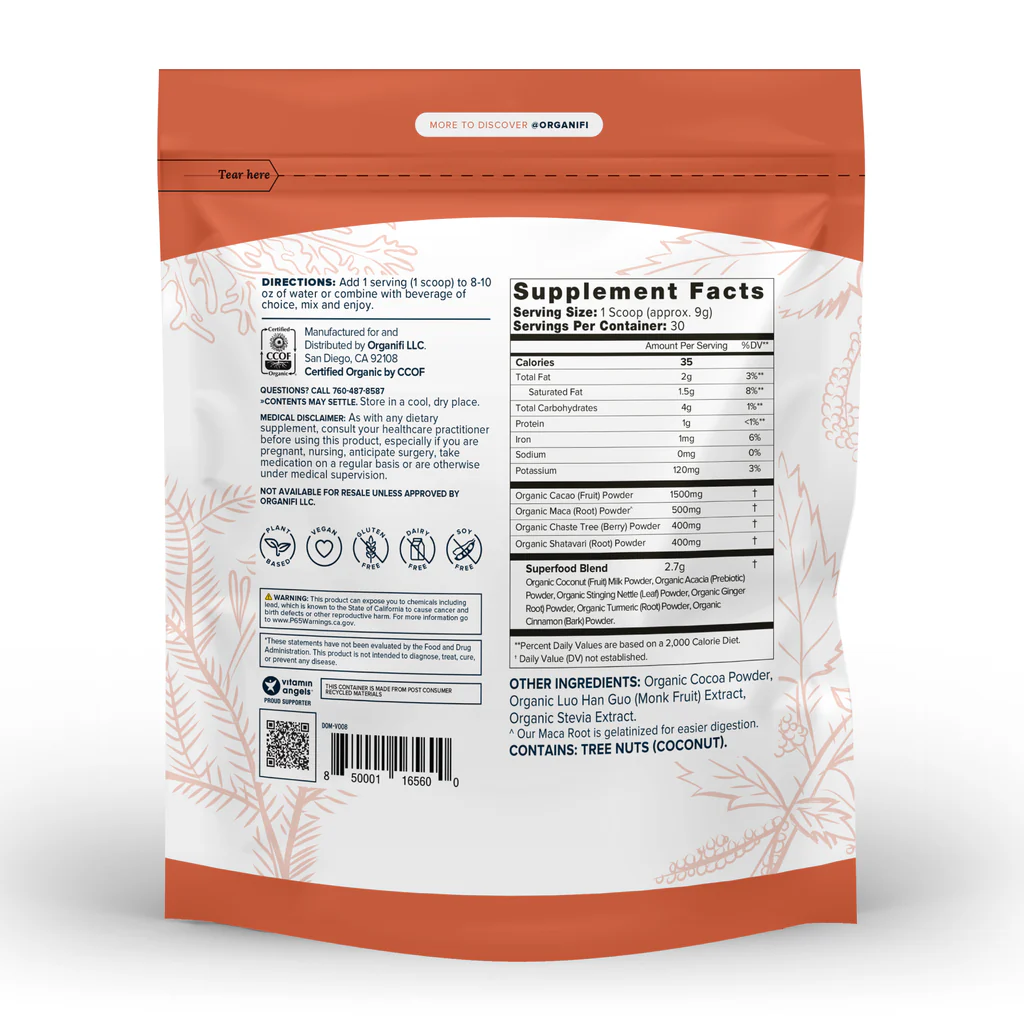 MORE TO DISCOVER @ORGANIFI
Tear here
DIRECTIONS: Add 1 serving (1 scoop) to 8-10
oz of water or combine with beverage of
choice, mix and enjoy.
Certified
CCOF
Organic
Manufactured for and
Distributed by Organifi LLC.
San Diego, CA 92108
Certified Organic by CCOF
QUESTIONS? CALL 760-487-8587
»CONTENTS MAY SETTLE. Store in a cool, dry place.
MEDICAL DISCLAIMER: As with any dietary
supplement, consult your healthcare practitioner
before using this product, especially if you are
pregnant, nursing, anticipate surgery, take
medication on a regular basis or are otherwise
under medical supervision.
NOT AVAILABLE FOR RESALE UNLESS APPROVED BY
ORGANIFI LLC.
PLANT BASED
VEGAN
GLUTEN FREE
DAIRY FREE
SOY FREE
WARNING: This product can expose you to chemicals including
lead, which is known to the State of California to cause cancer and
birth defects or other reproductive harm. For more information go
to www.P65Warnings.ca.gov.
*These statements have not been evaluated by the Food and Drug
Administration. This product is not intended to diagnose, treat, cure,
or prevent any disease.
vitamin
angels®
PROUD SUPPORTER
THIS CONTAINER IS MADE FROM POST CONSUMER
RECYCLED MATERIALS
DOM-V008
8 50001 16560 0
Supplement Facts
Serving Size: 1 Scoop (approx. 9g)
Servings Per Container: 30
Amount Per Serving %DV**
Calories 35
Total Fat 2g 3%**
Saturated Fat 1.5g 8%**
Total Carbohydrates 4g 1%**
Protein 1g <1%**
Iron 1mg 6%
Sodium 0mg 0%
Potassium 120mg 3%
Organic Cacao (Fruit) Powder 1500mg †
Organic Maca (Root) Powder^ 500mg †
Organic Chaste Tree (Berry) Powder 400mg †
Organic Shatavari (Root) Powder 400mg †
Superfood Blend 2.7g †
Organic Coconut (Fruit) Milk Powder, Organic Acacia (Prebiotic)
Powder, Organic Stinging Nettle (Leaf) Powder, Organic Ginger
Root) Powder, Organic Turmeric (Root) Powder, Organic
Cinnamon (Bark) Powder.
**Percent Daily Values are based on a 2,000 Calorie Diet.
† Daily Value (DV) not established.
OTHER INGREDIENTS: Organic Cocoa Powder,
Organic Luo Han Guo (Monk Fruit) Extract,
Organic Stevia Extract.
^ Our Maca Root is gelatinized for easier digestion.
CONTAINS: TREE NUTS (COCONUT).